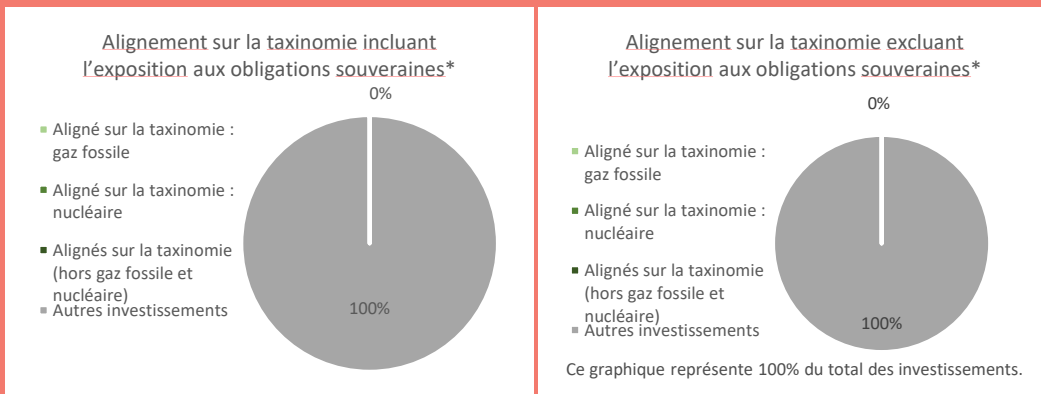 Alignement sur la taxinomie incluant
l’exposition aux obligations souveraines*
0%
Aligné sur la taxinomie :
gaz fossile
Aligné sur la taxinomie :
nucléaire
Alignés sur la taxinomie
(hors gaz fossile et
nucléaire)
Autres investissements
100%
Alignement sur la taxinomie excluant
l’exposition aux obligations souveraines*
0%
Aligné sur la taxinomie :
gaz fossile
Aligné sur la taxinomie :
nucléaire
Alignés sur la taxinomie
(hors gaz fossile et
nucléaire)
Autres investissements
100%
Ce graphique représente 100% du total des investissements.